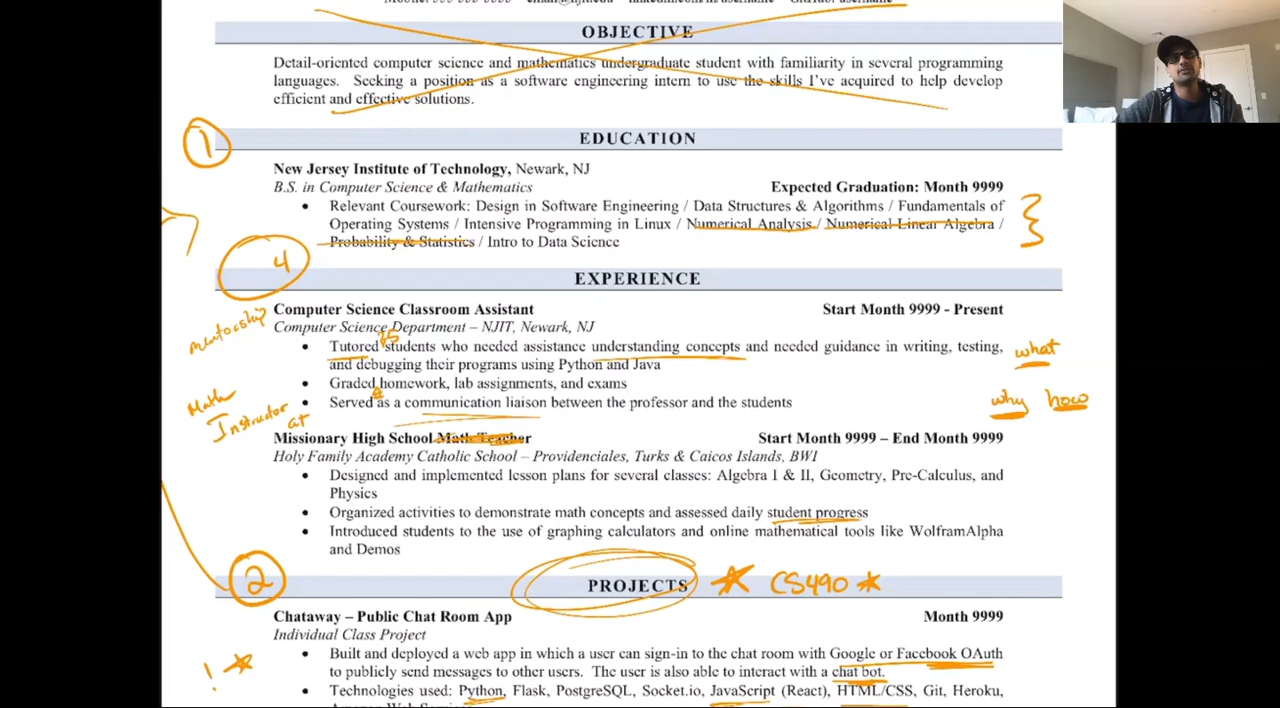 OBJECTIVE
Detail-oriented computer science and mathematics undergraduate student with familiarity in several programming
languages. Seeking a position as a software engineering intern to use the skills I've acquired to help develop
efficient and effective solutions.
1
EDUCATION
New Jersey Institute of Technology, Newark, NJ
B.S. in Computer Science & Mathematics Expected Graduation: Month 9999
• Relevant Coursework: Design in Software Engineering / Data Structures & Algorithms / Fundamentals of
Operating Systems / Intensive Programming in Linux / Numerical Analysis / Numerical Linear Algebra /
Probability & Statistics / Intro to Data Science
4
EXPERIENCE
Computer Science Classroom Assistant Start Month 9999 - Present
mentorship
Computer Science Department – NJIT, Newark, NJ
• Tutored 75 students who needed assistance understanding concepts and needed guidance in writing, testing,
and debugging their programs using Python and Java
what
• Graded homework, lab assignments, and exams
• Served as a communication liaison between the professor and the students
why how
Math
Instructor
at
Missionary High School Math Teacher Start Month 9999 – End Month 9999
Holy Family Academy Catholic School – Providenciales, Turks & Caicos Islands, BWI
• Designed and implemented lesson plans for several classes: Algebra I & II, Geometry, Pre-Calculus, and
Physics
• Organized activities to demonstrate math concepts and assessed daily student progress
• Introduced students to the use of graphing calculators and online mathematical tools like WolframAlpha
and Demos
2
PROJECTS CS490
Chataway – Public Chat Room App Month 9999
Individual Class Project
• Built and deployed a web app in which a user can sign-in to the chat room with Google or Facebook OAuth
to publicly send messages to other users. The user is also able to interact with a chat bot.
!
• Technologies used: Python, Flask, PostgreSQL, Socket.io, JavaScript (React), HTML/CSS, Git, Heroku,